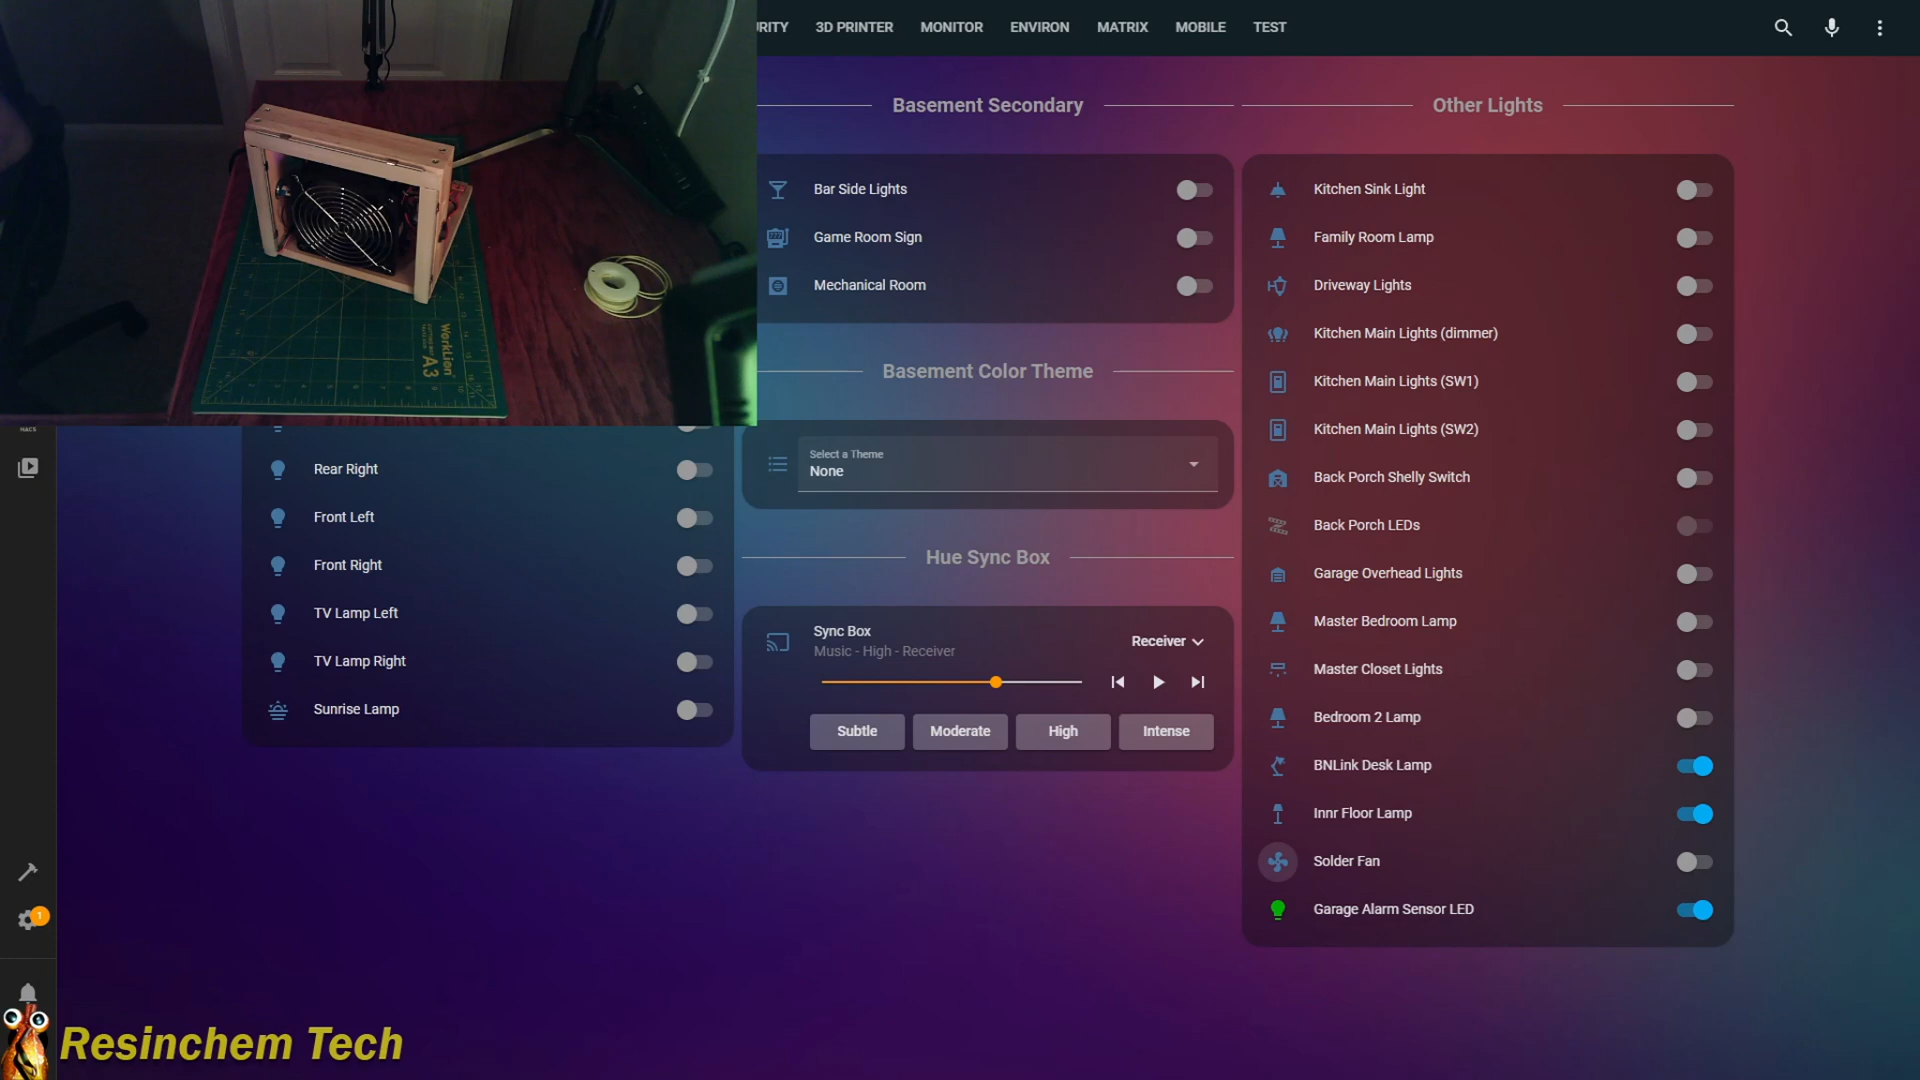 URITY
3D PRINTER
MONITOR
ENVIRON
MATRIX
MOBILE
TEST
WorkLion
A3
HACS
Rear Right
Front Left
Front Right
TV Lamp Left
TV Lamp Right
Sunrise Lamp
Basement Secondary
Bar Side Lights
Game Room Sign
Mechanical Room
Basement Color Theme
Select a Theme
None
Hue Sync Box
Sync Box
Music - High - Receiver
Receiver
Subtle
Moderate
High
Intense
Other Lights
Kitchen Sink Light
Family Room Lamp
Driveway Lights
Kitchen Main Lights (dimmer)
Kitchen Main Lights (SW1)
Kitchen Main Lights (SW2)
Back Porch Shelly Switch
Back Porch LEDs
Garage Overhead Lights
Master Bedroom Lamp
Master Closet Lights
Bedroom 2 Lamp
BNLink Desk Lamp
Innr Floor Lamp
Solder Fan
Garage Alarm Sensor LED
1
Resinchem Tech